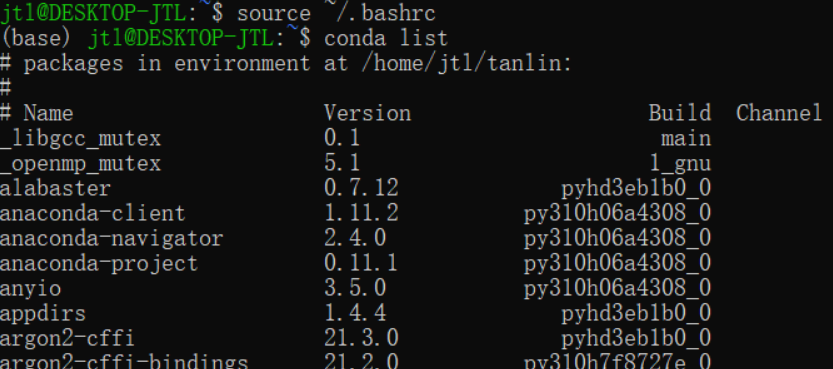 jtl@DESKTOP-JTL:~$ source ~/.bashrc
(base) jtl@DESKTOP-JTL:~$ conda list
# packages in environment at /home/jtl/tanlin:
#
# Name                    Version                   Build  Channel
_libgcc_mutex             0.1                        main
_openmp_mutex             5.1                       1_gnu
alabaster                 0.7.12             pyhd3eb1b0_0
anaconda-client           1.11.2          py310h06a4308_0
anaconda-navigator        2.4.0           py310h06a4308_0
anaconda-project          0.11.1          py310h06a4308_0
anyio                     3.5.0           py310h06a4308_0
appdirs                   1.4.4              pyhd3eb1b0_0
argon2-cffi               21.3.0             pyhd3eb1b0_0
argon2-cffi-bindings      21.2.0          py310h7f8727e_0